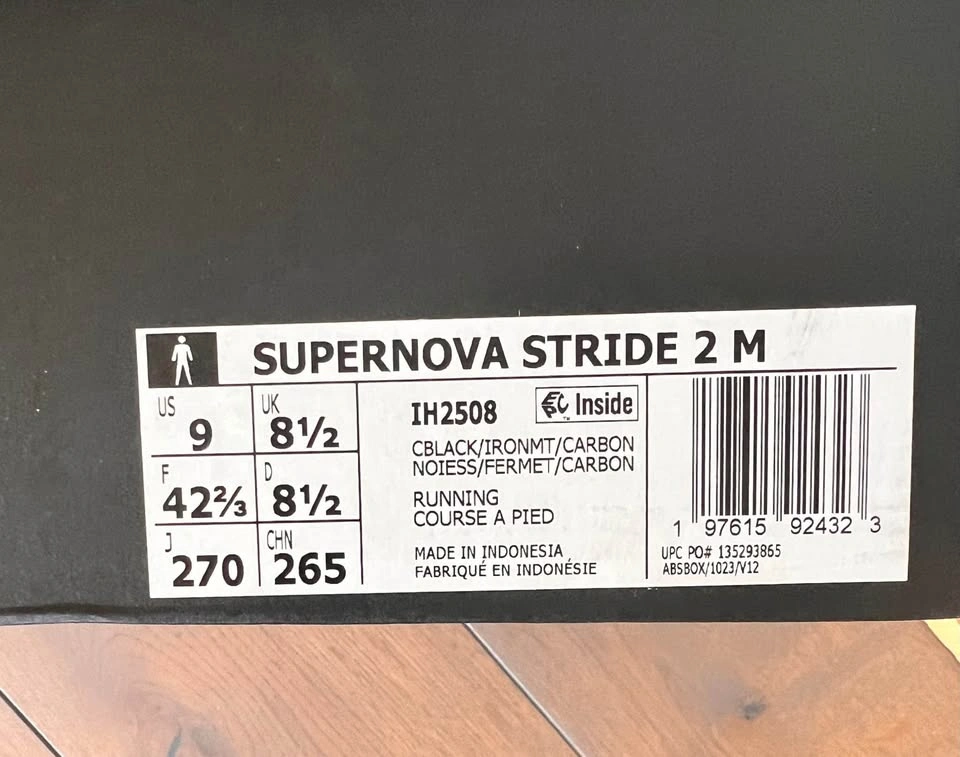 SUPERNOVA STRIDE 2 M
US
9
UK
8½
F
42⅔
D
8½
J
270
CHN
265
IH2508
Inside
CBLACK/IRONMT/CARBON
NOIESS/FERMET/CARBON
RUNNING
COURSE A PIED
MADE IN INDONESIA
FABRIQUÉ EN INDONÉSIE
1 97615 92432 3
UPC PO# 135293865
ABSBOX/1023/V12